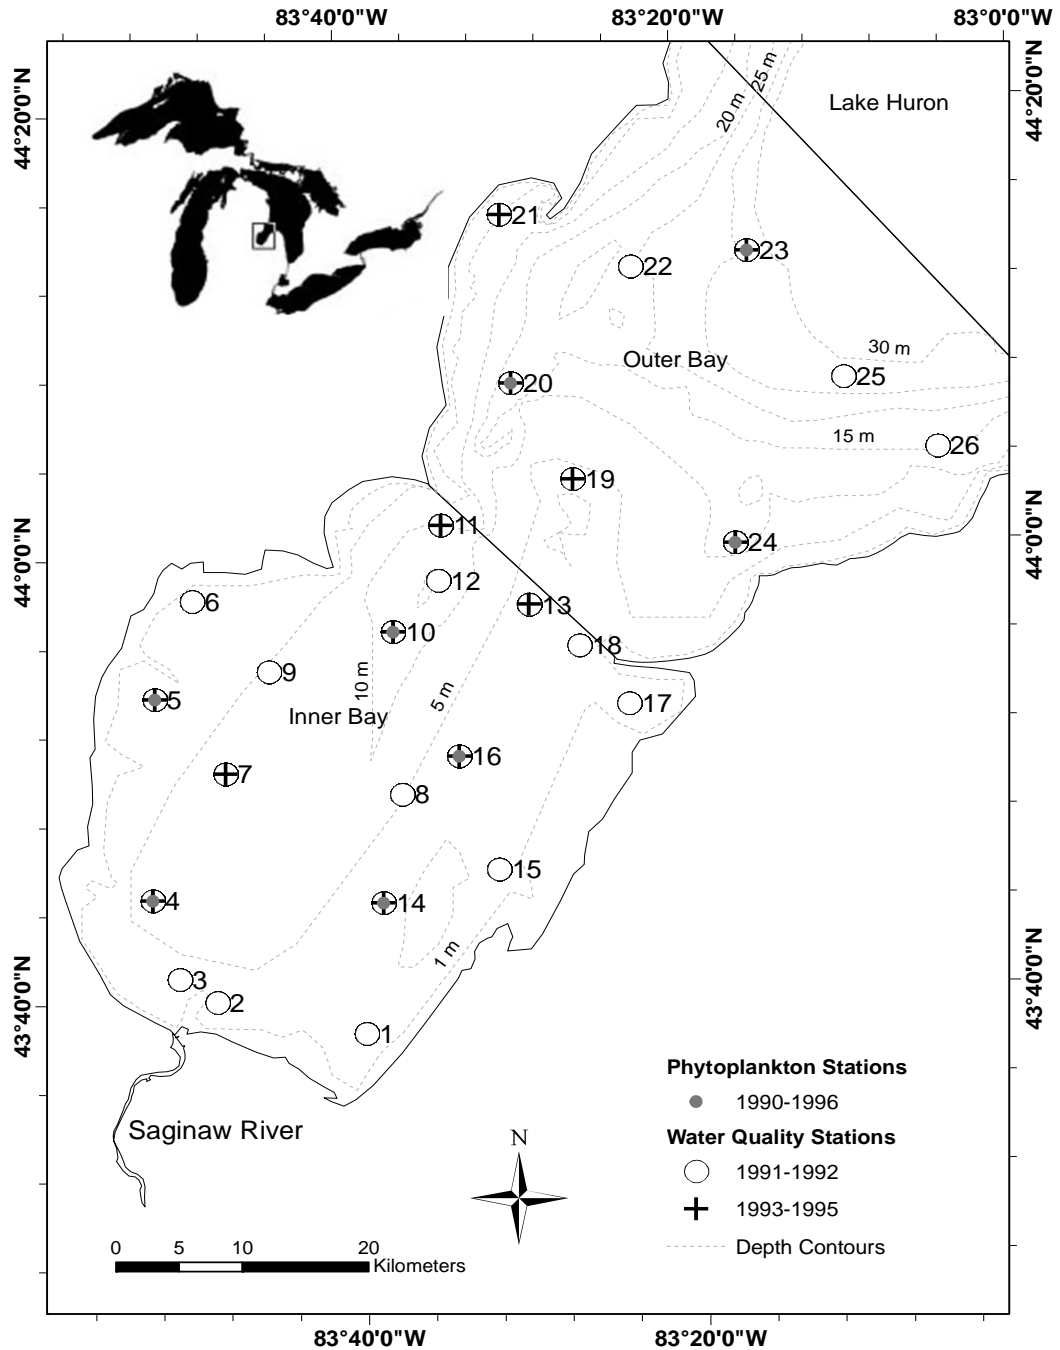 83°40'0"W
83°20'0"W
83°0'0"W
44°20'0"N
44°20'0"N
Lake Huron
25 m
20 m
21
22
23
30 m
Outer Bay
25
20
15 m
26
19
11
24
44°0'0"N
44°0'0"N
12
6
13
10
18
9
10 m
5 m
5
17
Inner Bay
16
7
8
15
4
14
1 m
3
2
43°40'0"N
43°40'0"N
1
Phytoplankton Stations
1990-1996
Saginaw River
N
Water Quality Stations
1991-1992
1993-1995
0 5 10 20
Kilometers
Depth Contours
83°40'0"W
83°20'0"W